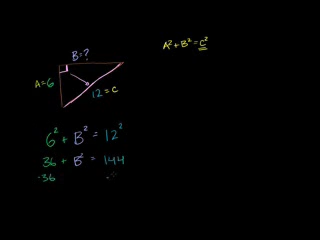 B=?
A²+B²=C²
A=6
12=C
6²+B²=12²
36+B²=144
-36 -